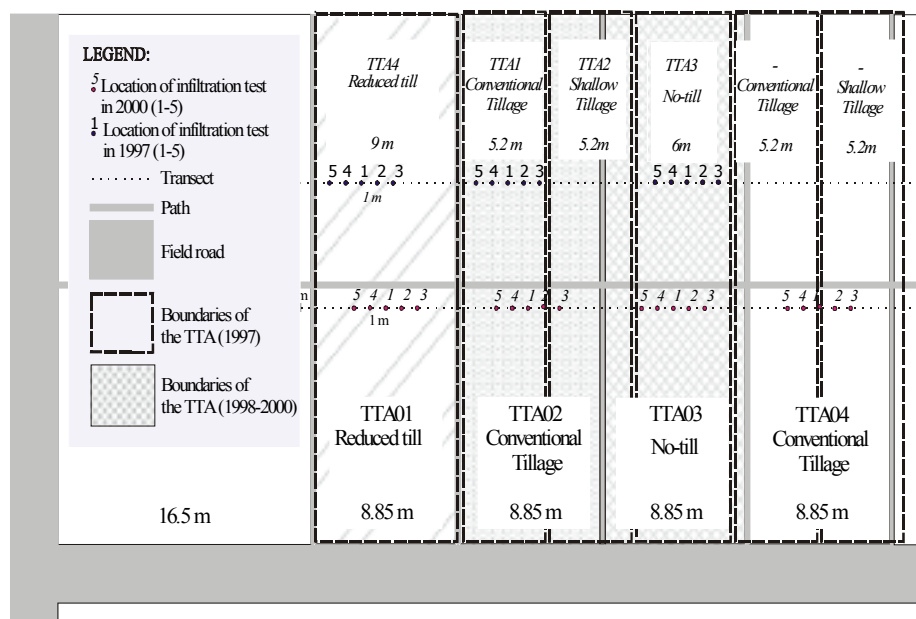 LEGEND:
5 Location of infiltration test
in 2000 (1-5)
1 Location of infiltration test
in 1997 (1-5)
Transect
Path
Field road
Boundaries of
the TTA (1997)
Boundaries of
the TTA (1998-2000)
TTA4
Reduced till
9 m
TTA1
Conventional
Tillage
5.2 m
TTA2
Shallow
Tillage
5.2m
TTA3
No-till
6m
-
Conventional
Tillage
5.2 m
-
Shallow
Tillage
5.2m
5 4 1 2 3
1 m
5 4 1 2 3
5 4 1 2 3
m
5 4 1 2 3
1 m
5 4 1 2 3
5 4 1 2 3
5 4 1 2 3
TTA01
Reduced till
8.85 m
TTA02
Conventional
Tillage
8.85 m
TTA03
No-till
8.85 m
TTA04
Conventional
Tillage
8.85 m
16.5 m